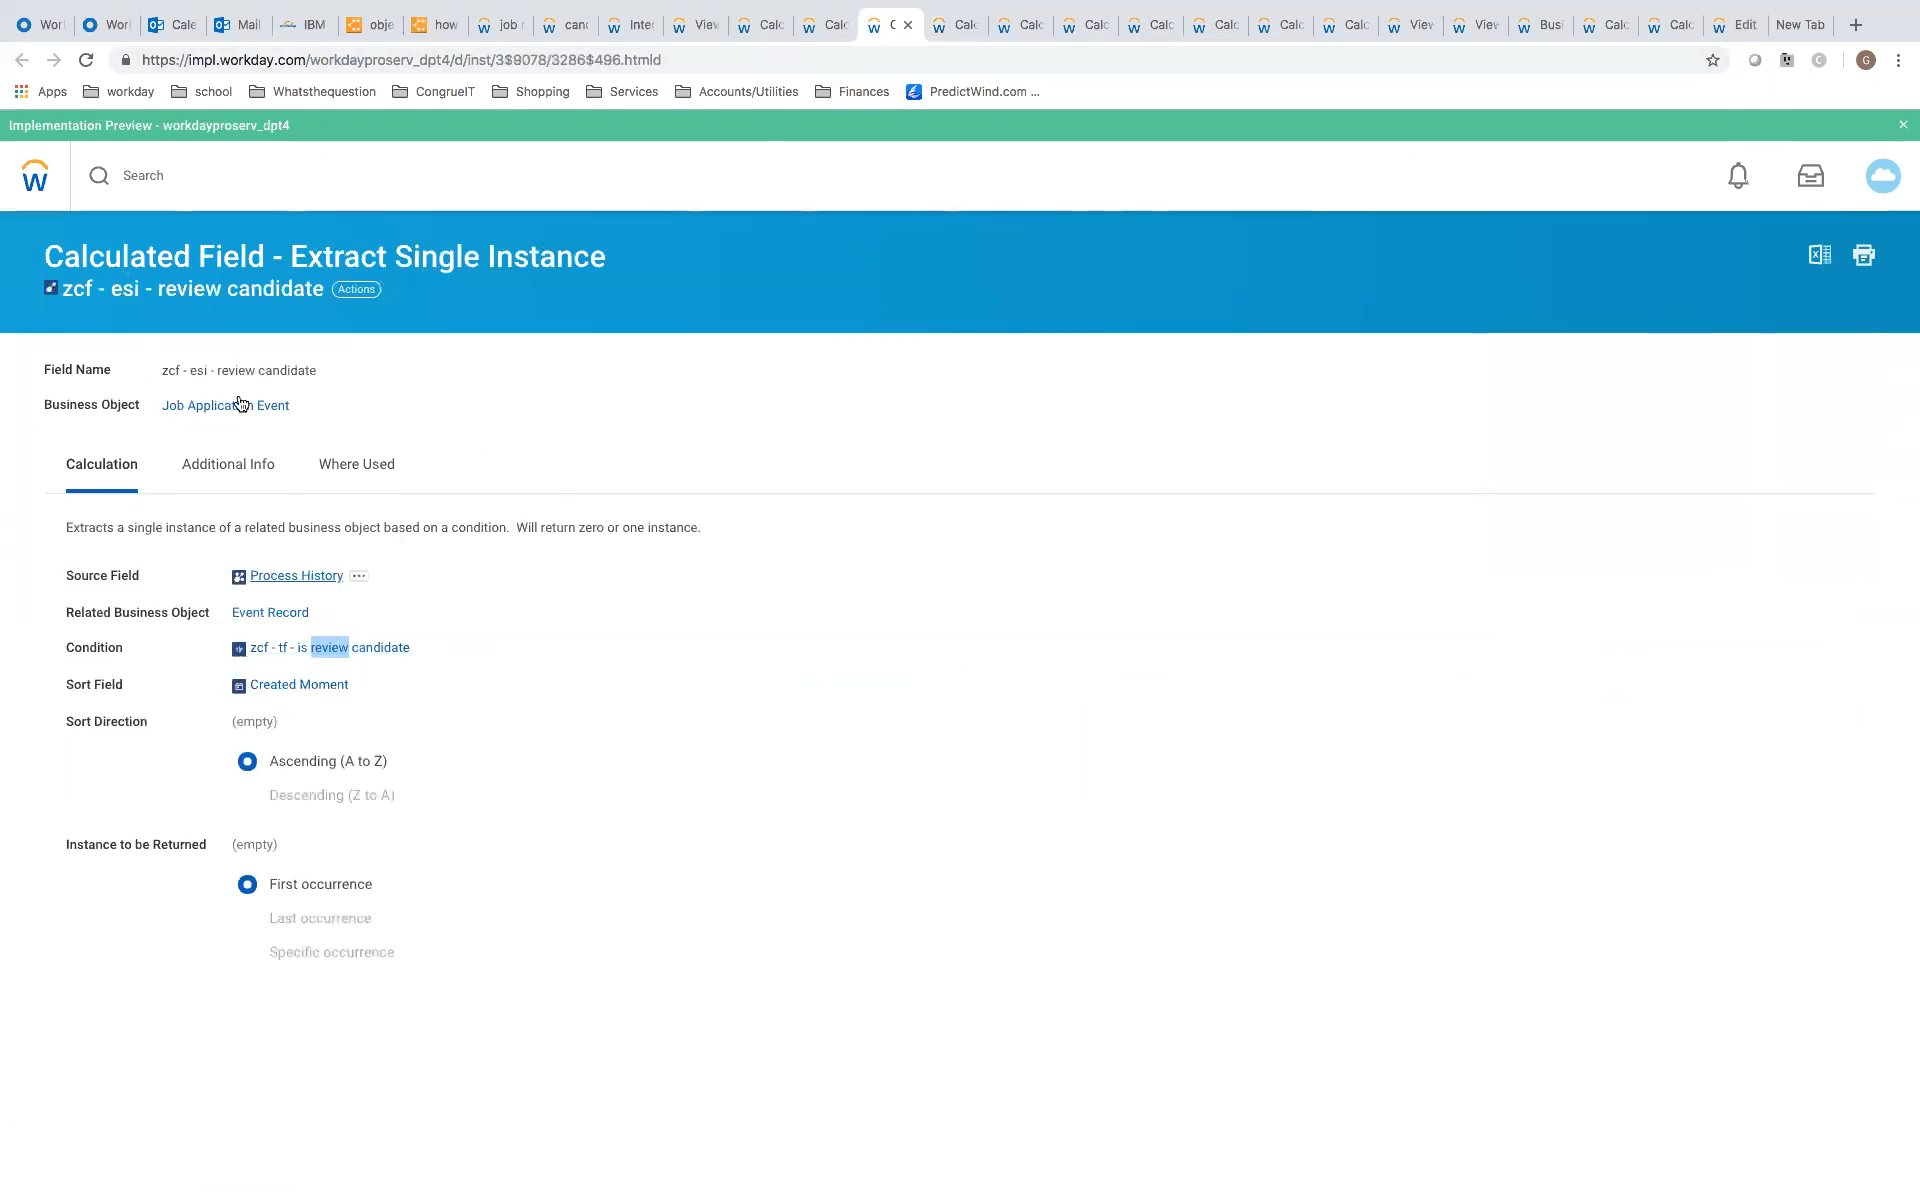 Wor Wor Cale Mail IBM obje how job r canc Inte View Calc Calc C Calc Calc Calc Calc Calc Calc Calc View View Busi Calc Calc Edit New Tab
https://impl.workday.com/workdayproserv_dpt4/d/inst/3$9078/3286$496.htmld G
Apps workday school Whatsthequestion CongrueIT Shopping Services Accounts/Utilities Finances PredictWind.com ...
Implementation Preview - workdayproserv_dpt4
Search
Calculated Field - Extract Single Instance
zcf - esi - review candidate Actions
Field Name zcf - esi - review candidate
Business Object Job Application Event
Calculation Additional Info Where Used
Extracts a single instance of a related business object based on a condition. Will return zero or one instance.
Source Field Process History
Related Business Object Event Record
Condition zcf - tf - is review candidate
Sort Field Created Moment
Sort Direction (empty)
Ascending (A to Z)
Descending (Z to A)
Instance to be Returned (empty)
First occurrence
Last occurrence
Specific occurrence